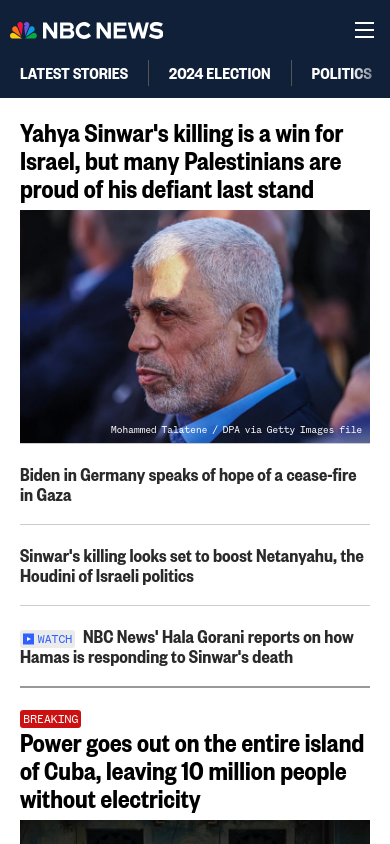 NBC NEWS
LATEST STORIES
2024 ELECTION
POLITICS
Yahya Sinwar's killing is a win for
Israel, but many Palestinians are
proud of his defiant last stand
Mohammed Talatene / DPA via Getty Images file
Biden in Germany speaks of hope of a cease-fire
in Gaza
Sinwar's killing looks set to boost Netanyahu, the
Houdini of Israeli politics
WATCH NBC News' Hala Gorani reports on how
Hamas is responding to Sinwar's death
BREAKING
Power goes out on the entire island
of Cuba, leaving 10 million people
without electricity